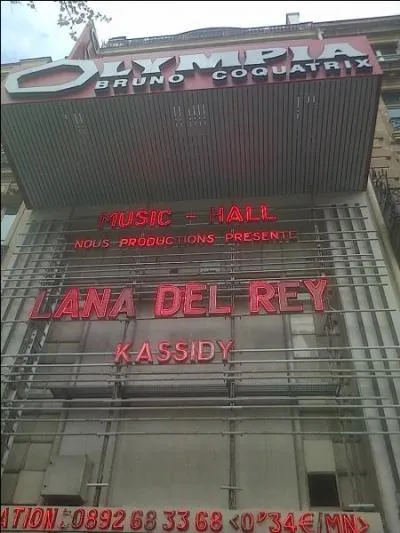 OLYMPIA
BRUNO COQUATRIX
MUSIC - HALL
NOUS PRODUCTIONS PRESENTE
LANA DEL REY
KASSIDY
ATION: 0892 68 33 68 <0"34€/MN>